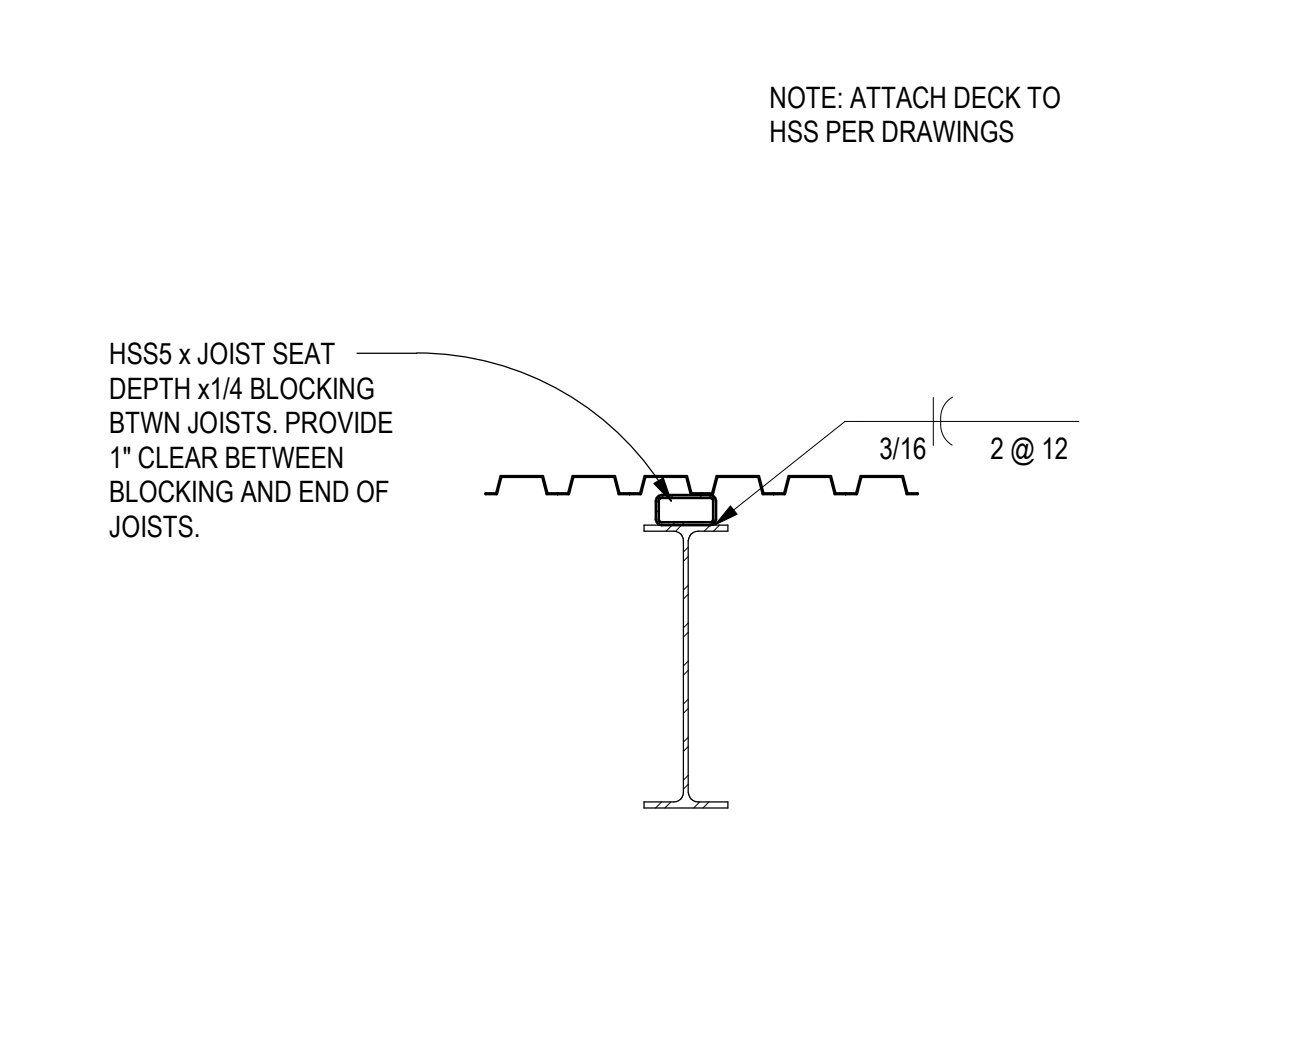 NOTE: ATTACH DECK TO
HSS PER DRAWINGS
HSS5 x JOIST SEAT
DEPTH x1/4 BLOCKING
BTWN JOISTS. PROVIDE
1" CLEAR BETWEEN
BLOCKING AND END OF
JOISTS.
3/16 2 @ 12